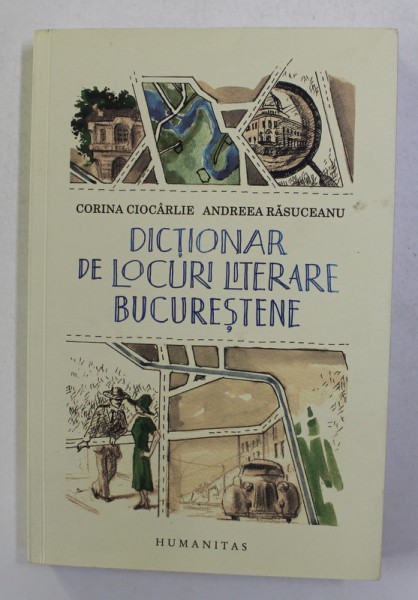 CORINA CIOCÂRLIE ANDREEA RĂSUCEANU
DICȚIONAR
DE LOCURI LITERARE
BUCUREȘTENE
HUMANITAS